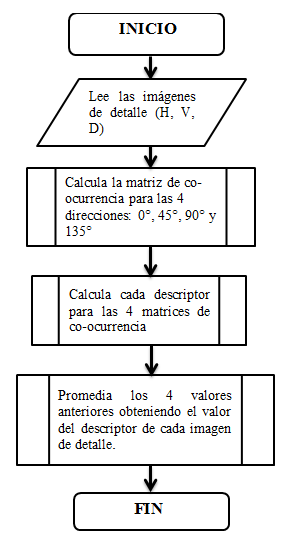 INICIO
Lee las imágenes
de detalle (H, V,
D)
Calcula la matriz de co-
ocurrencia para las 4
direcciones: 0°, 45°, 90° y
135°
Calcula cada descriptor
para las 4 matrices de
co-ocurrencia
Promedia los 4 valores
anteriores obteniendo el valor
del descriptor de cada imagen
de detalle.
FIN